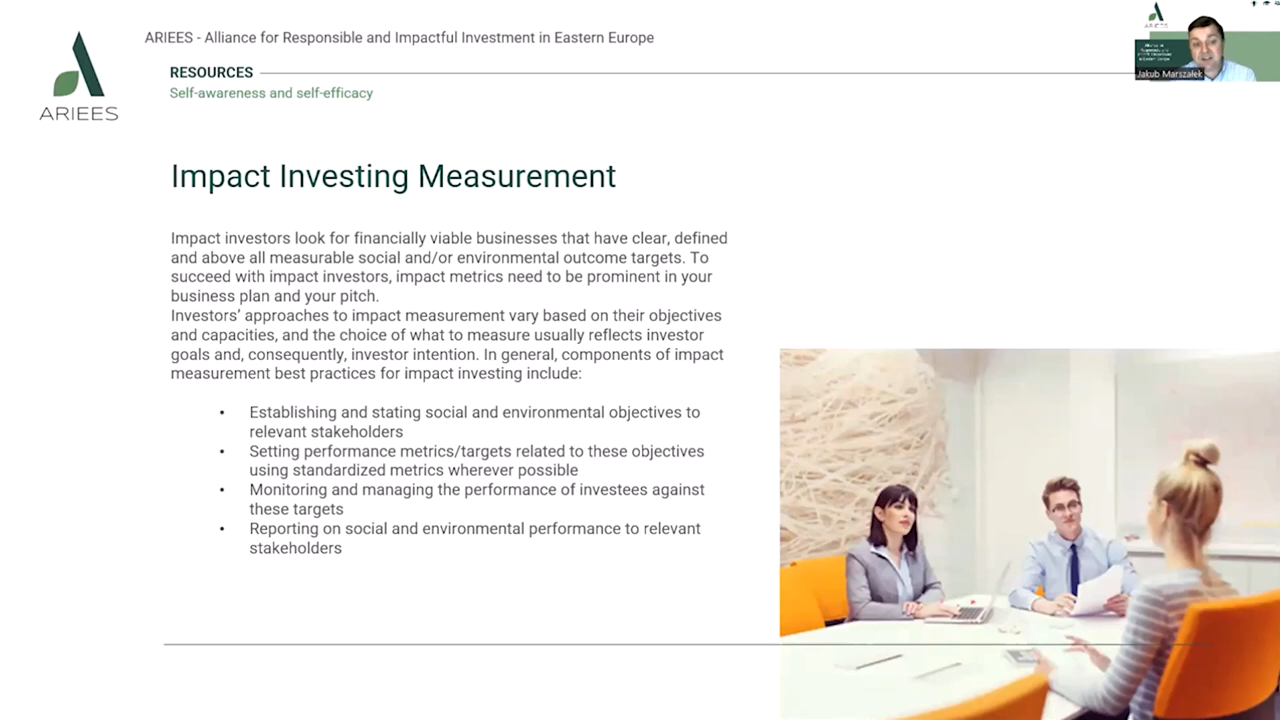 ARIEES - Alliance for Responsible and Impactful Investment in Eastern Europe
RESOURCES
Self-awareness and self-efficacy
ARIEES
Jakub Marszałek
Impact Investing Measurement
Impact investors look for financially viable businesses that have clear, defined
and above all measurable social and/or environmental outcome targets. To
succeed with impact investors, impact metrics need to be prominent in your
business plan and your pitch.
Investors’ approaches to impact measurement vary based on their objectives
and capacities, and the choice of what to measure usually reflects investor
goals and, consequently, investor intention. In general, components of impact
measurement best practices for impact investing include:
• Establishing and stating social and environmental objectives to
relevant stakeholders
• Setting performance metrics/targets related to these objectives
using standardized metrics wherever possible
• Monitoring and managing the performance of investees against
these targets
• Reporting on social and environmental performance to relevant
stakeholders